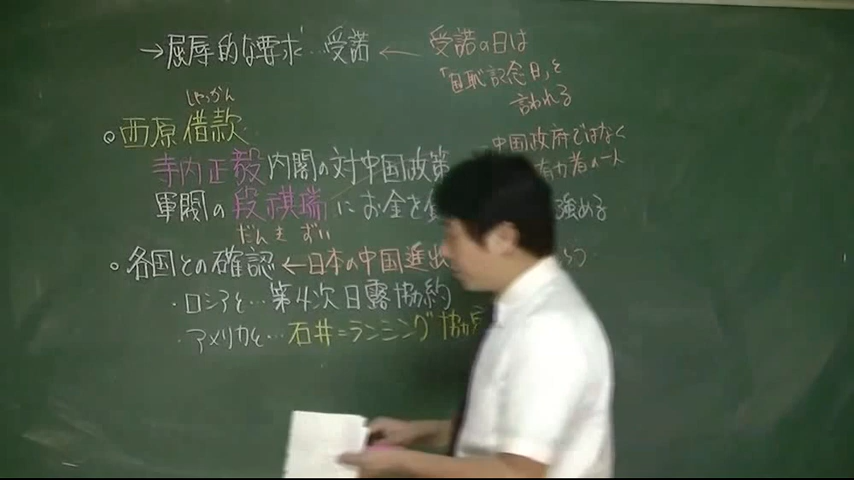 →屈辱的な要求…受諾 ← 受諾の日は
「国恥記念日」と
言われる
しゃっかん
○西原借款
中国政府ではなく
寺内正毅内閣の対中国政策
有力者の一人
軍閥の段祺瑞にお金を
強める
だんきずい
○各国との確認 ←日本の中国進出
・ロシアと…第4次日露協約
・アメリカと…石井=ランシング協